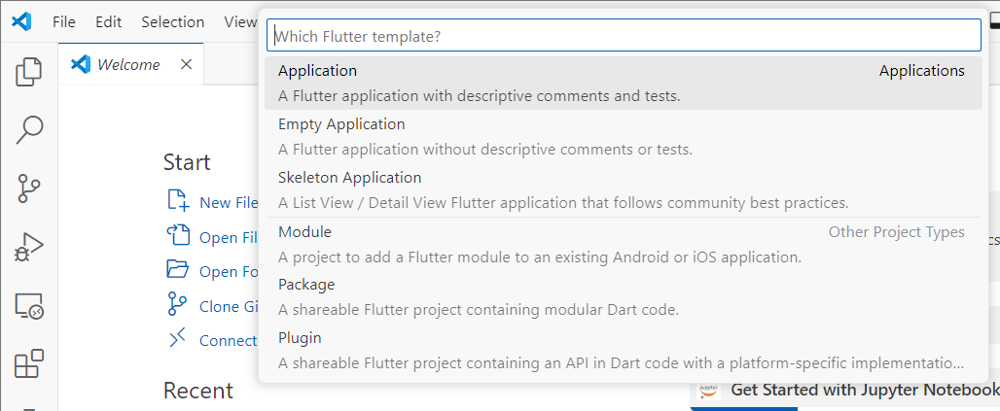 File Edit Selection View
Which Flutter template?
Welcome
Application Applications
A Flutter application with descriptive comments and tests.
Empty Application
A Flutter application without descriptive comments or tests.
Skeleton Application
A List View / Detail View Flutter application that follows community best practices.
Module Other Project Types
A project to add a Flutter module to an existing Android or iOS application.
Package
A shareable Flutter project containing modular Dart code.
Plugin
A shareable Flutter project containing an API in Dart code with a platform-specific implementatio...
Start
New File
Open Fil
Open Fo
Clone Gi
Connect
Recent
Get Started with Jupyter Notebook